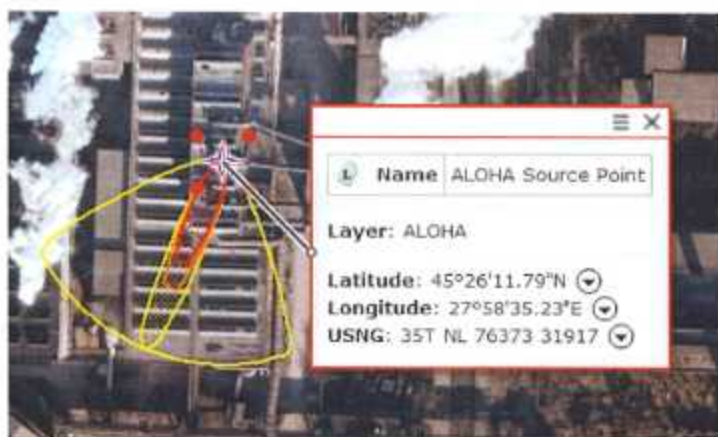 Name ALOHA Source Point
Layer: ALOHA
Latitude: 45°26'11.79"N
Longitude: 27°58'35.23"E
USNG: 35T NL 76373 31917